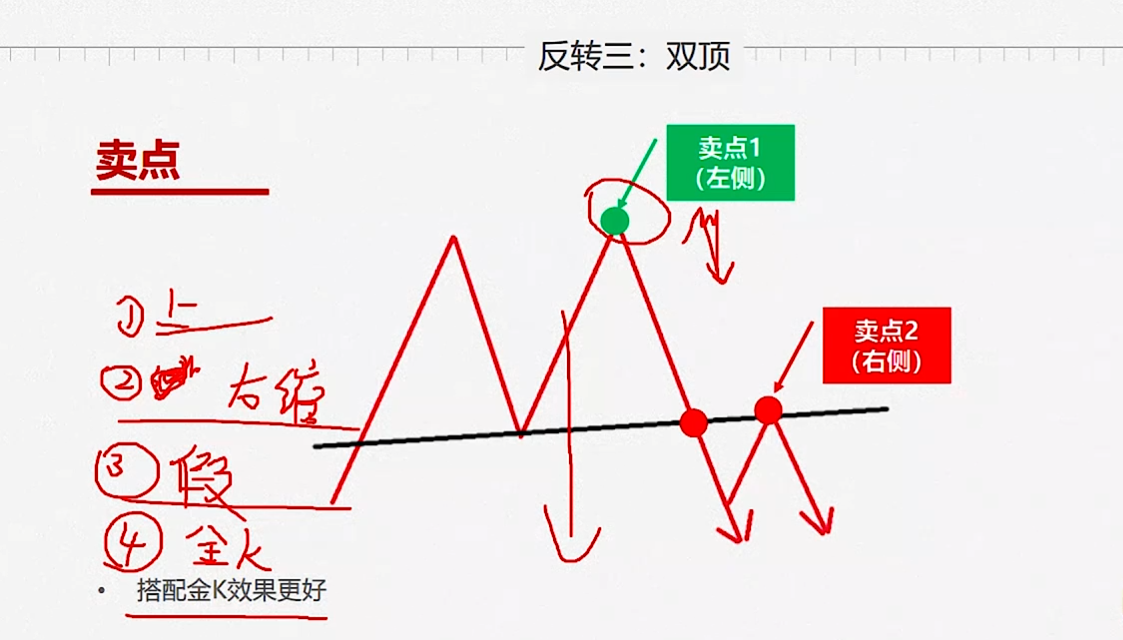 反转三：双顶
卖点
卖点1
（左侧）
卖点2
（右侧）
① 上
② 右缩
③ 假
④ 金K
• 搭配金K效果更好